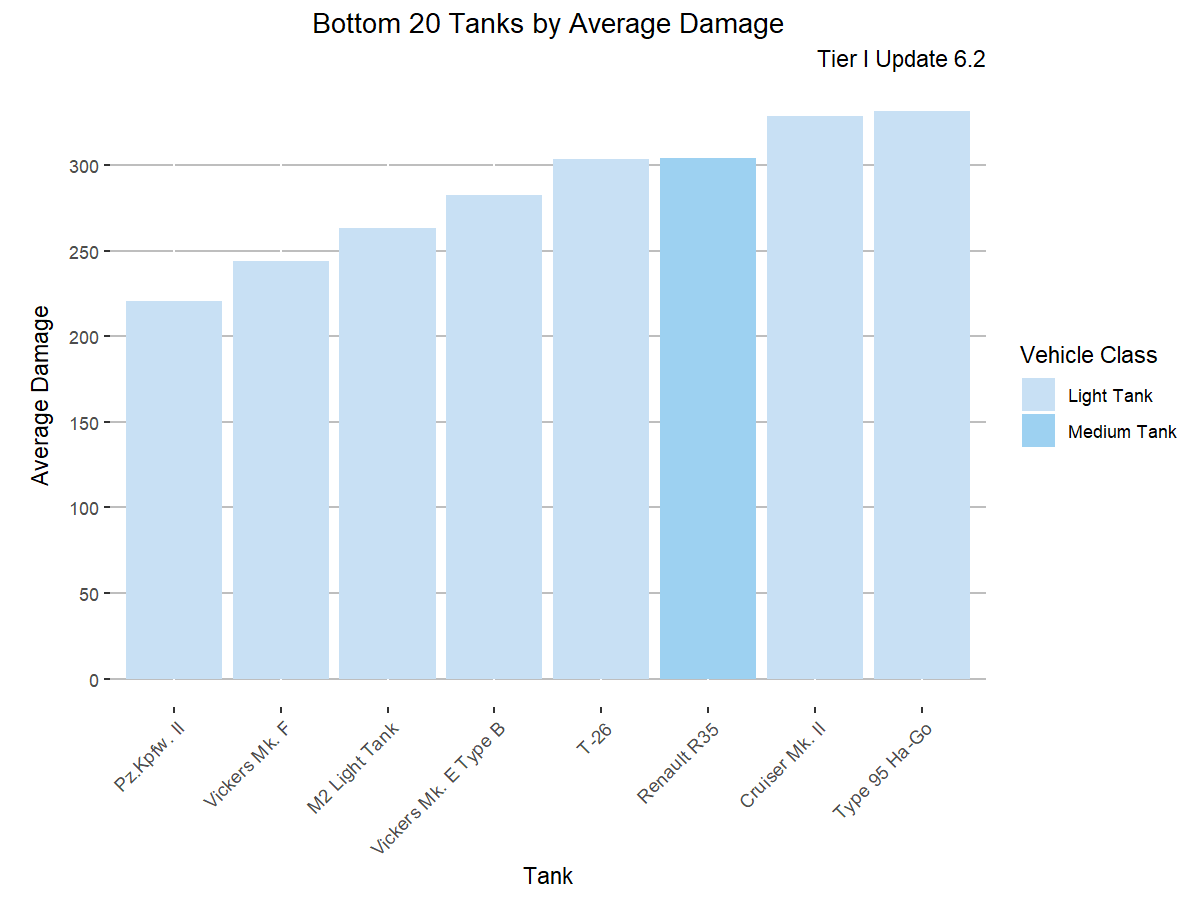 Bottom 20 Tanks by Average Damage
Tier I Update 6.2
Average Damage
300
250
200
150
100
50
0
Pz.Kpfw. II
Vickers Mk. F
M2 Light Tank
Vickers Mk. E Type B
T-26
Renault R35
Cruiser Mk. II
Type 95 Ha-Go
Tank
Vehicle Class
Light Tank
Medium Tank